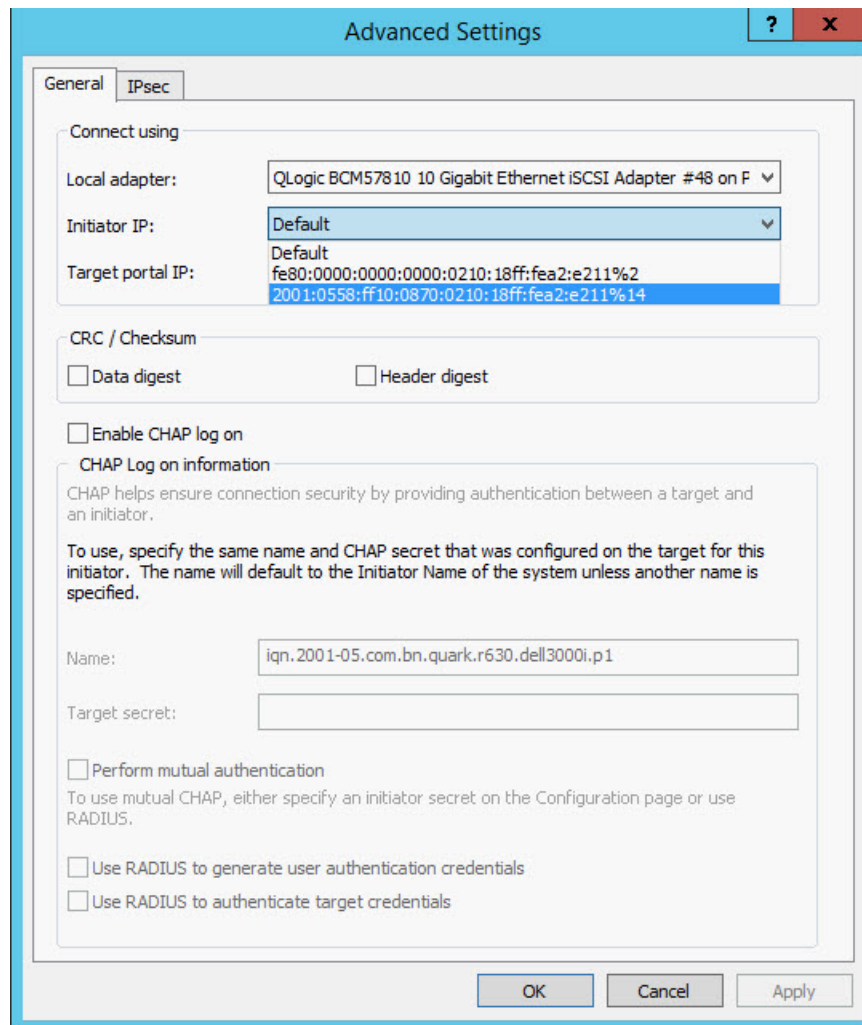 Advanced Settings
? x
General IPsec
Connect using
Local adapter: QLogic BCM57810 10 Gigabit Ethernet iSCSI Adapter #48 on F
Initiator IP: Default
Default
Target portal IP: fe80:0000:0000:0000:0210:18ff:fea2:e211%2
2001:0558:ff10:0870:0210:18ff:fea2:e211%14
CRC / Checksum
Data digest Header digest
Enable CHAP log on
CHAP Log on information
CHAP helps ensure connection security by providing authentication between a target and
an initiator.
To use, specify the same name and CHAP secret that was configured on the target for this
initiator. The name will default to the Initiator Name of the system unless another name is
specified.
Name: iqn.2001-05.com.bn.quark.r630.dell3000i.p1
Target secret:
Perform mutual authentication
To use mutual CHAP, either specify an initiator secret on the Configuration page or use
RADIUS.
Use RADIUS to generate user authentication credentials
Use RADIUS to authenticate target credentials
OK Cancel Apply